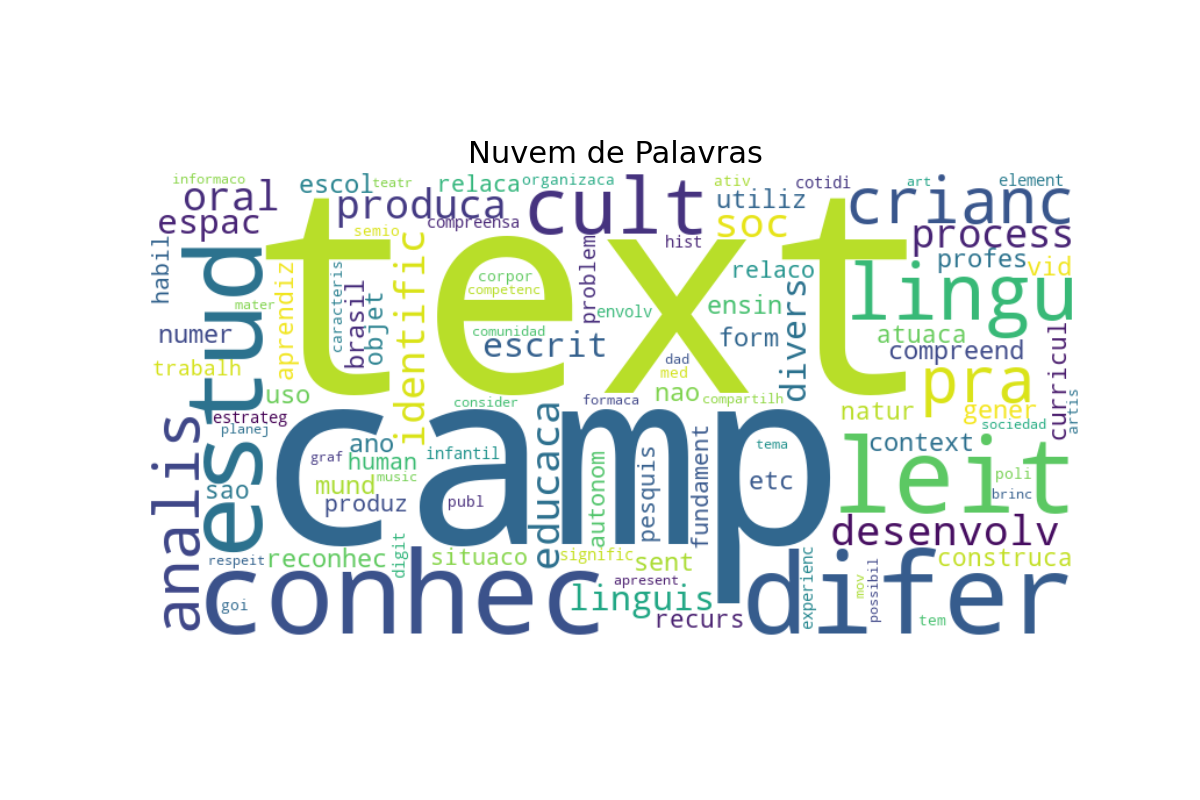 Nuvem de Palavras
informaco
teatr
organizaca
ativ
cotidi
art
element
oral
escol
relaca
cult
utiliz
crianc
espac
produca
compreensa
soc
process
semio
hist
habil
estud
text
identific
problem
relaco
profes
vid
corpor
competenc
lingu
mater
aprendiz
caracteris
brasil
objet
envolv
ensin
divers
numer
comunidad
escrit
form
atuaca
compreend
curricul
trabalh
dad
med
pra
uso
consider
formaca
nao
compartilh
natur
gener
artis
estrateg
planej
sociedad
analis
camp
ano
context
tema
graf
human
infantil
leit
music
mund
educaca
autonom
pesquis
fundament
etc
poli
sao
produz
publ
brinc
desenvolv
respeit
reconhec
digit
situaco
signific
sent
construca
conhec
apresent
difer
experienc
mov
possibil
goi
linguis
recurs
tem